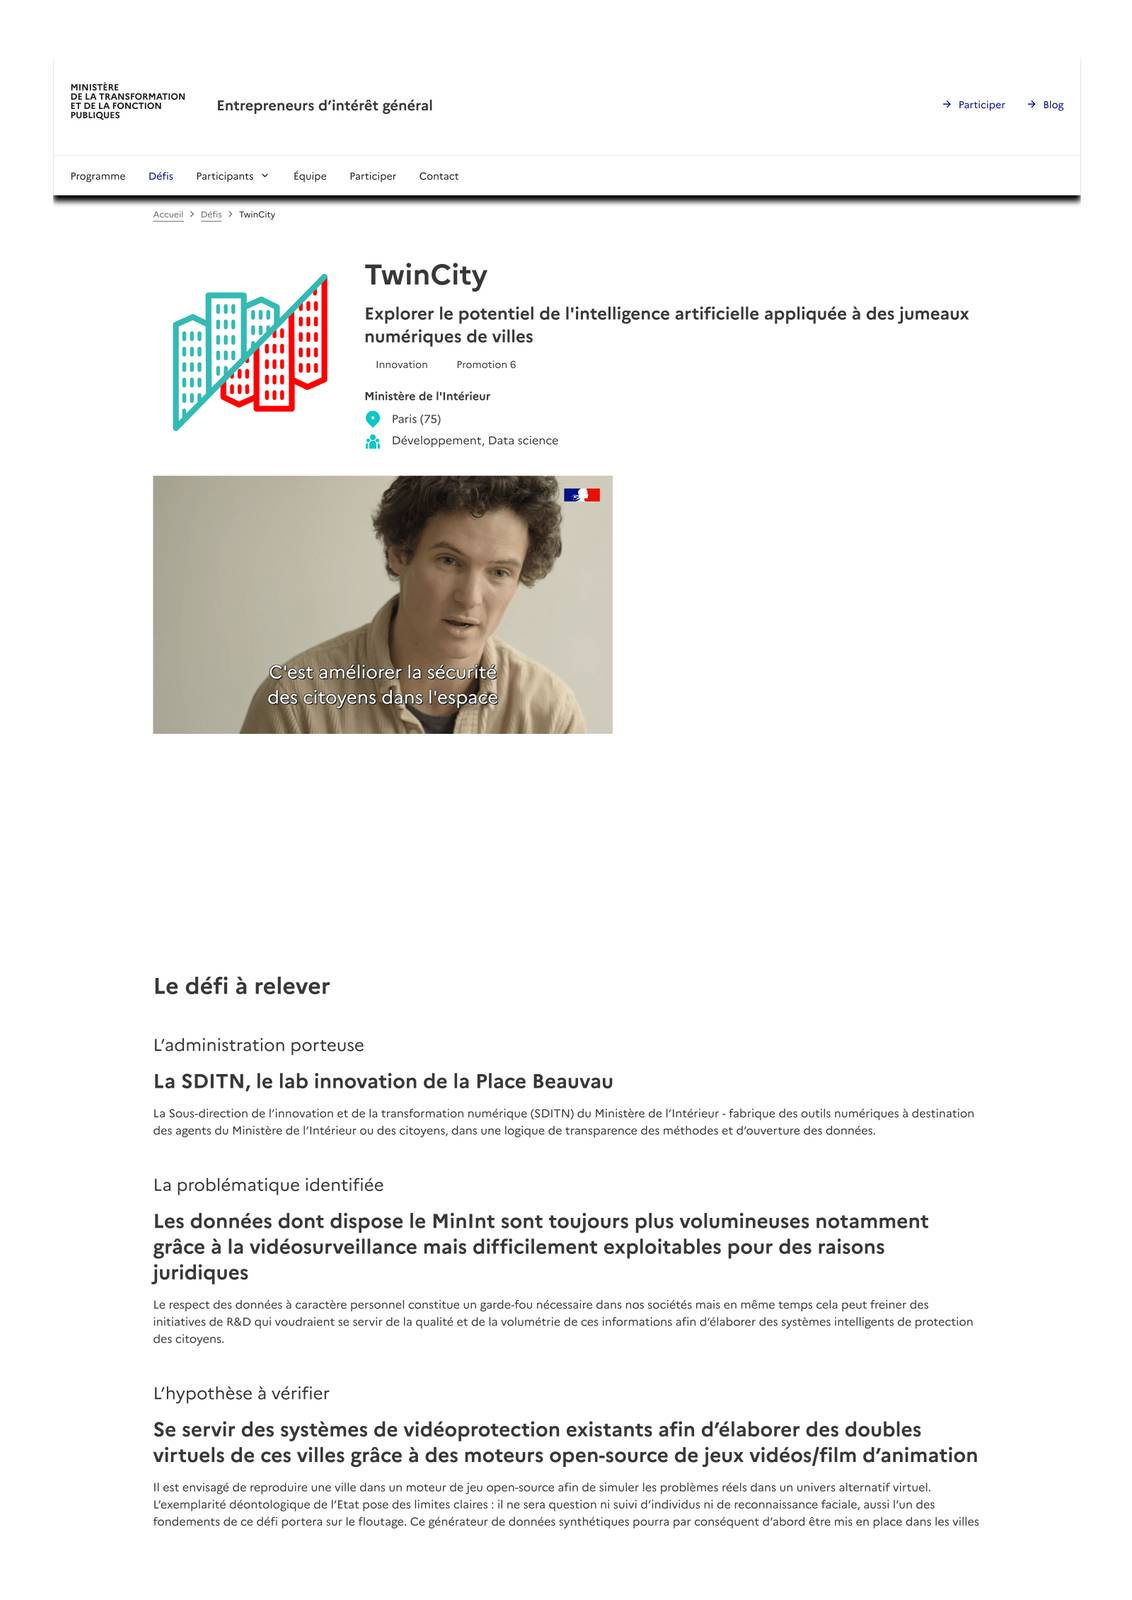 MINISTÈRE
DE LA TRANSFORMATION
ET DE LA FONCTION
PUBLIQUES
Entrepreneurs d’intérêt général
Participer
Blog
Programme
Défis
Participants
Équipe
Participer
Contact
Accueil > Défis > TwinCity
TwinCity
Explorer le potentiel de l'intelligence artificielle appliquée à des jumeaux
numériques de villes
Innovation
Promotion 6
Ministère de l'Intérieur
Paris (75)
Développement, Data science
C'est améliorer la sécurité
des citoyens dans l'espace
Le défi à relever
L’administration porteuse
La SDITN, le lab innovation de la Place Beauvau
La Sous-direction de l’innovation et de la transformation numérique (SDITN) du Ministère de l’Intérieur - fabrique des outils numériques à destination
des agents du Ministère de l’Intérieur ou des citoyens, dans une logique de transparence des méthodes et d’ouverture des données.
La problématique identifiée
Les données dont dispose le MinInt sont toujours plus volumineuses notamment
grâce à la vidéosurveillance mais difficilement exploitables pour des raisons
juridiques
Le respect des données à caractère personnel constitue un garde-fou nécessaire dans nos sociétés mais en même temps cela peut freiner des
initiatives de R&D qui voudraient se servir de la qualité et de la volumétrie de ces informations afin d’élaborer des systèmes intelligents de protection
des citoyens.
L’hypothèse à vérifier
Se servir des systèmes de vidéoprotection existants afin d’élaborer des doubles
virtuels de ces villes grâce à des moteurs open-source de jeux vidéos/film d’animation
Il est envisagé de reproduire une ville dans un moteur de jeu open-source afin de simuler les problèmes réels dans un univers alternatif virtuel.
L’exemplarité déontologique de l’Etat pose des limites claires : il ne sera question ni suivi d’individus ni de reconnaissance faciale, aussi l’un des
fondements de ce défi portera sur le floutage. Ce générateur de données synthétiques pourra par conséquent d’abord être mis en place dans les villes